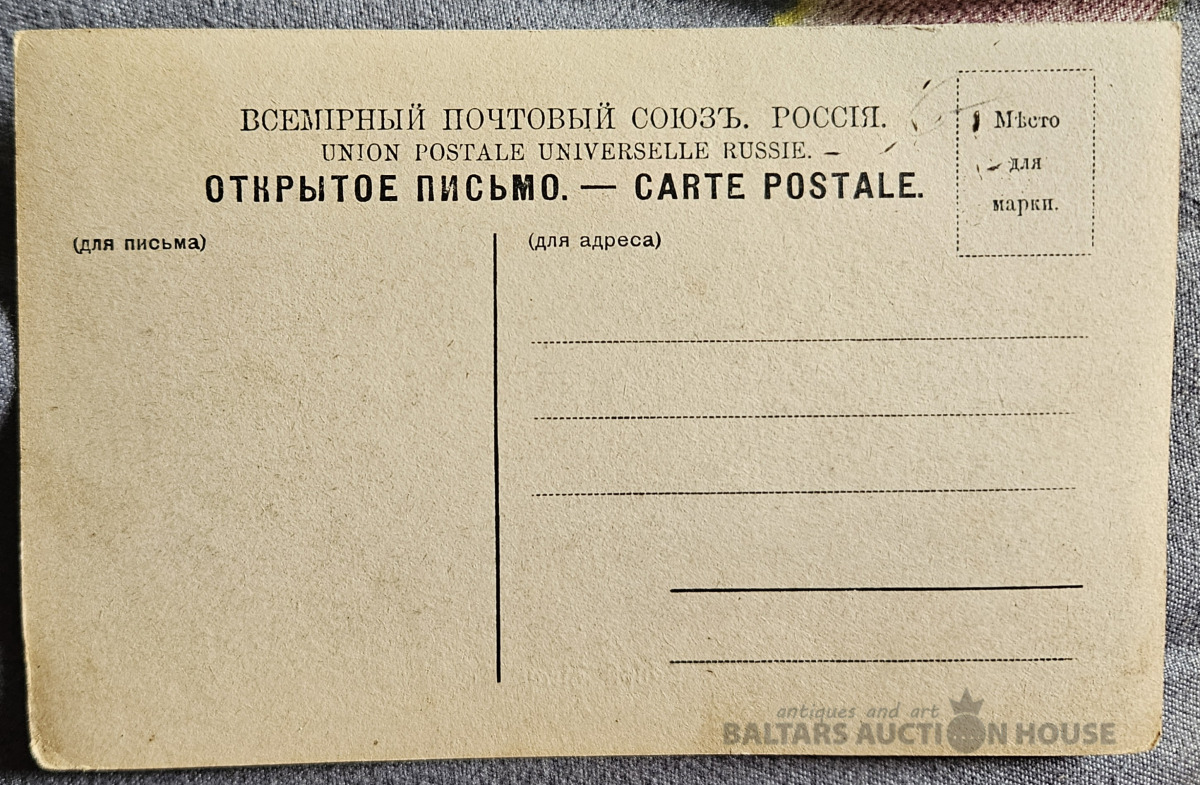 ВСЕМІРНЫЙ ПОЧТОВЫЙ СОЮЗЪ. РОССІЯ.
UNION POSTALE UNIVERSELLE RUSSIE.
ОТКРЫТОЕ ПИСЬМО. — CARTE POSTALE.
Мѣсто
для
марки.
(для письма)
(для адреса)
antiques and art
BALTARS AUCTION HOUSE